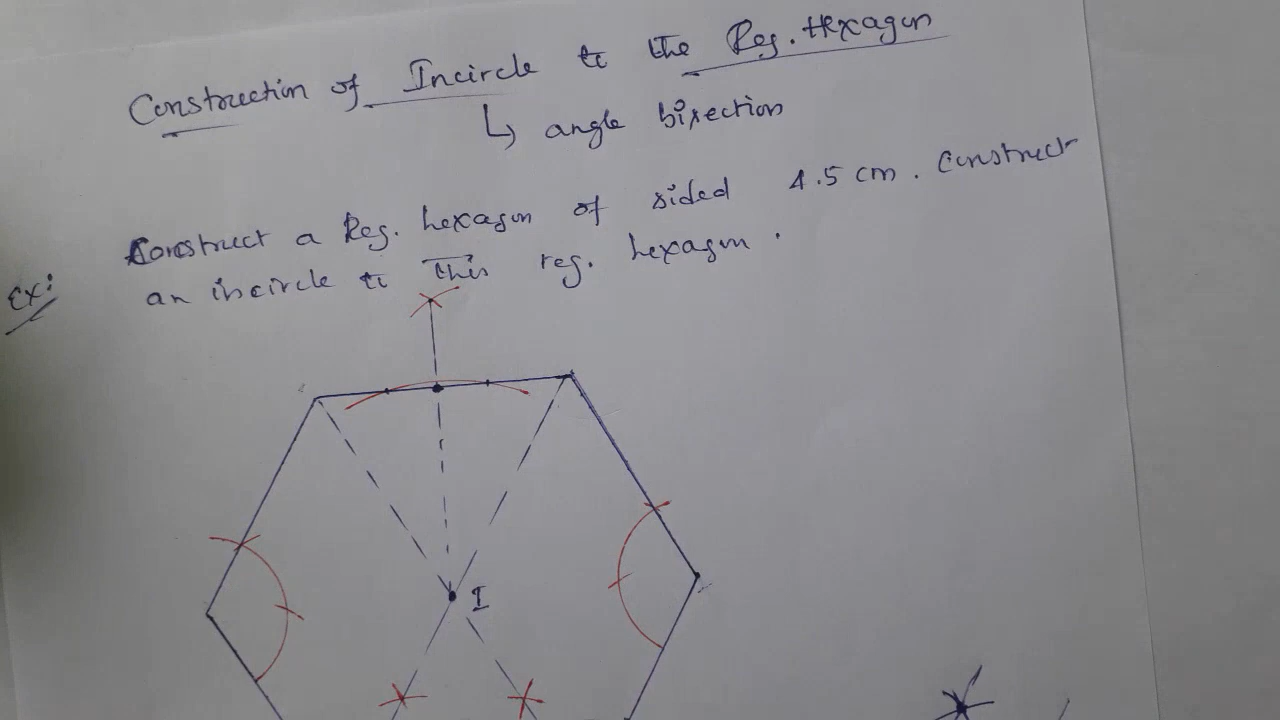 Construction of Incircle to the Reg. Hexagon
↳ angle bisection
Ex: Construct a Reg. hexagon of sided 4.5 cm. Construct
an incircle to this reg. hexagon.
I